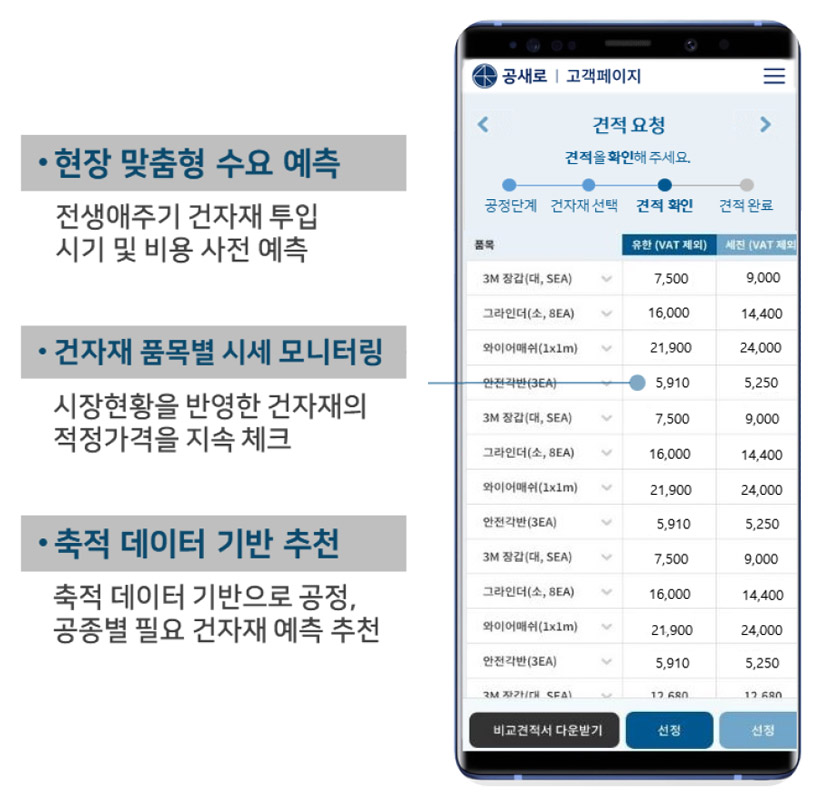 • 현장 맞춤형 수요 예측
전생애주기 건자재 투입
시기 및 비용 사전 예측
• 건자재 품목별 시세 모니터링
시장현황을 반영한 건자재의
적정가격을 지속 체크
• 축적 데이터 기반 추천
축적 데이터 기반으로 공정,
공종별 필요 건자재 예측 추천
공새로 | 고객페이지
견적 요청
견적을 확인해 주세요.
공정단계 건자재 선택 견적 확인 견적 완료
품목 유한 (VAT 제외) 세진 (VAT 제외
3M 장갑(대, SEA) 7,500 9,000
그라인더(소, 8EA) 16,000 14,400
와이어매쉬(1x1m) 21,900 24,000
안전각반(3EA) 5,910 5,250
3M 장갑(대, SEA) 7,500 9,000
그라인더(소, 8EA) 16,000 14,400
와이어매쉬(1x1m) 21,900 24,000
안전각반(3EA) 5,910 5,250
3M 장갑(대, SEA) 7,500 9,000
그라인더(소, 8EA) 16,000 14,400
와이어매쉬(1x1m) 21,900 24,000
안전각반(3EA) 5,910 5,250
3M 장갑(대, SEA) 12,680 12,680
비교견적서 다운받기 선정 선정